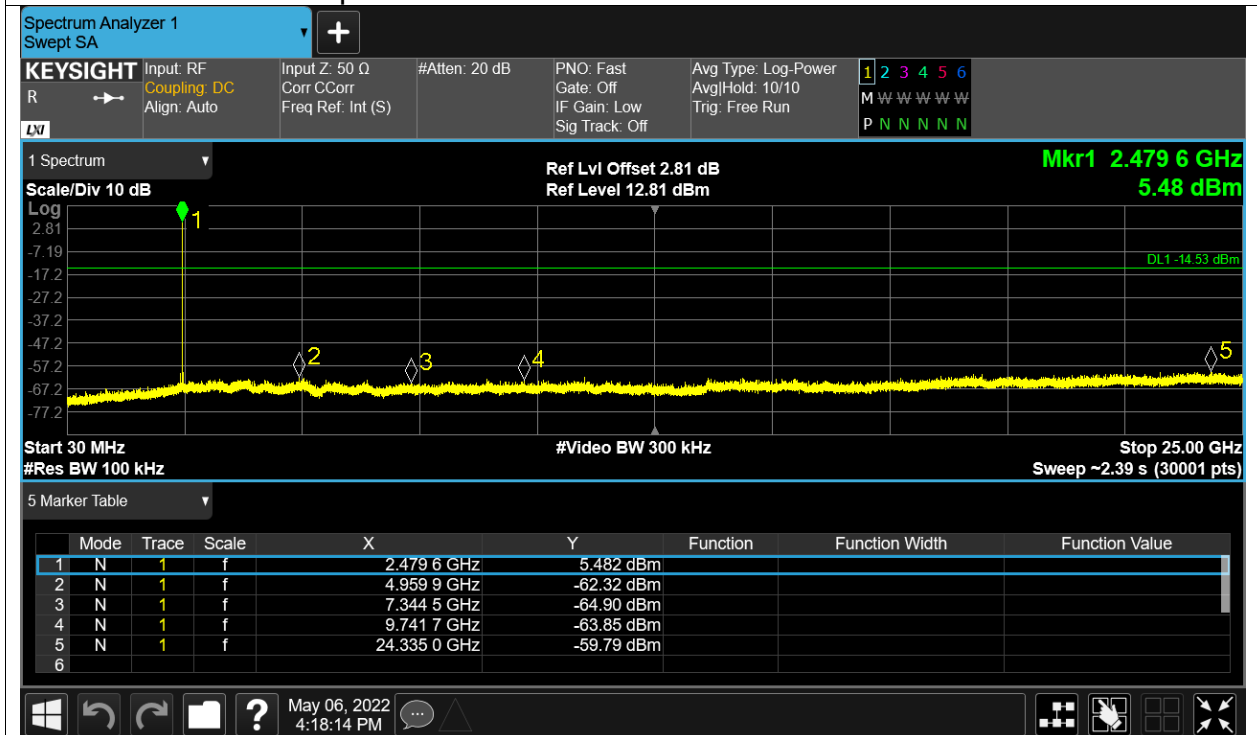 Spectrum Analyzer 1
Swept SA
+
KEYSIGHT Input: RF Input Z: 50 Ω #Atten: 20 dB PNO: Fast Avg Type: Log-Power 1 2 3 4 5 6
R Coupling: DC Corr CCorr Gate: Off Avg|Hold: 10/10 M W W W W W W
Align: Auto Freq Ref: Int (S) IF Gain: Low Trig: Free Run
LXI Sig Track: Off P N N N N N N
1 Spectrum Ref Lvl Offset 2.81 dB Mkr1 2.479 6 GHz
Scale/Div 10 dB Ref Level 12.81 dBm 5.48 dBm
Log
1
2.81
-7.19
DL1 -14.53 dBm
-17.2
-27.2
-37.2
-47.2
2 3 4 5
-57.2
-67.2
-77.2
Start 30 MHz #Video BW 300 kHz Stop 25.00 GHz
#Res BW 100 kHz Sweep ~2.39 s (30001 pts)
5 Marker Table
Mode Trace Scale X Y Function Function Width Function Value
1 N 1 f 2.479 6 GHz 5.482 dBm
2 N 1 f 4.959 9 GHz -62.32 dBm
3 N 1 f 7.344 5 GHz -64.90 dBm
4 N 1 f 9.741 7 GHz -63.85 dBm
5 N 1 f 24.335 0 GHz -59.79 dBm
6
? May 06, 2022
4:18:14 PM